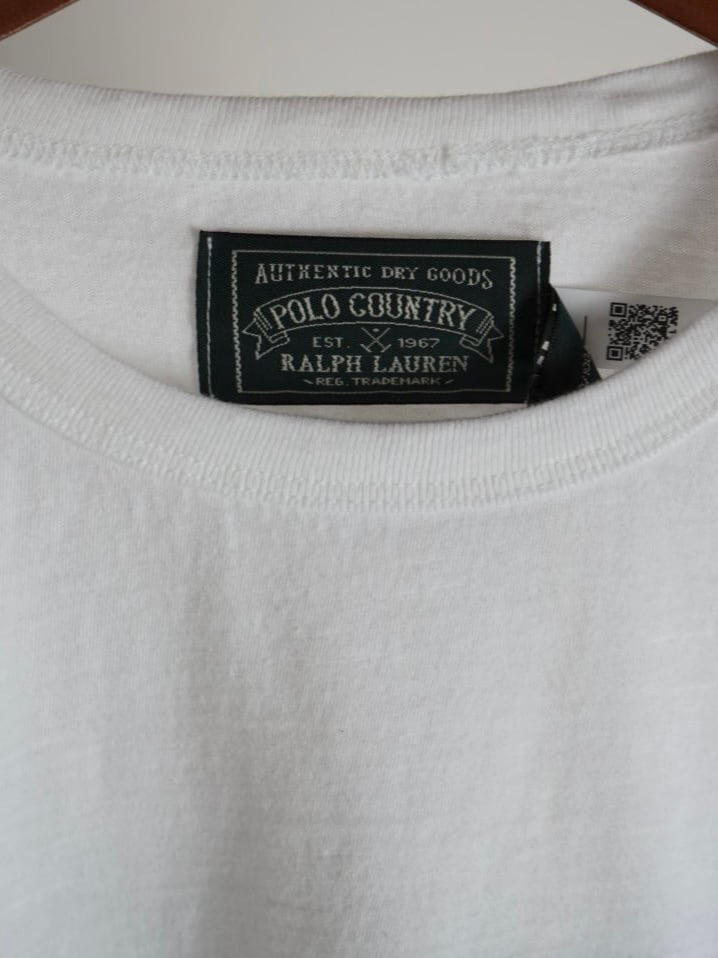 AUTHENTIC DRY GOODS
POLO COUNTRY
EST. 1967
RALPH LAUREN
REG. TRADEMARK